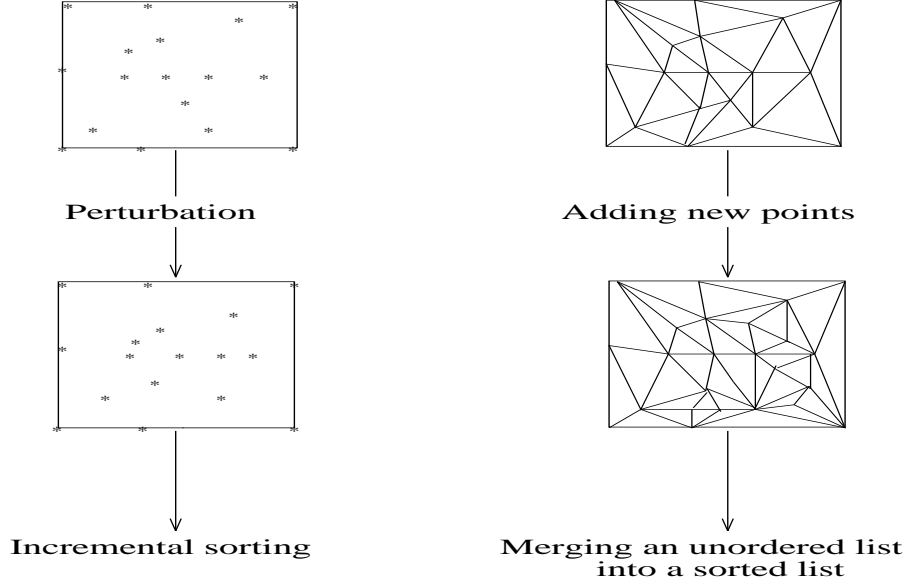 Perturbation
Adding new points
Incremental sorting
Merging an unordered list
into a sorted list